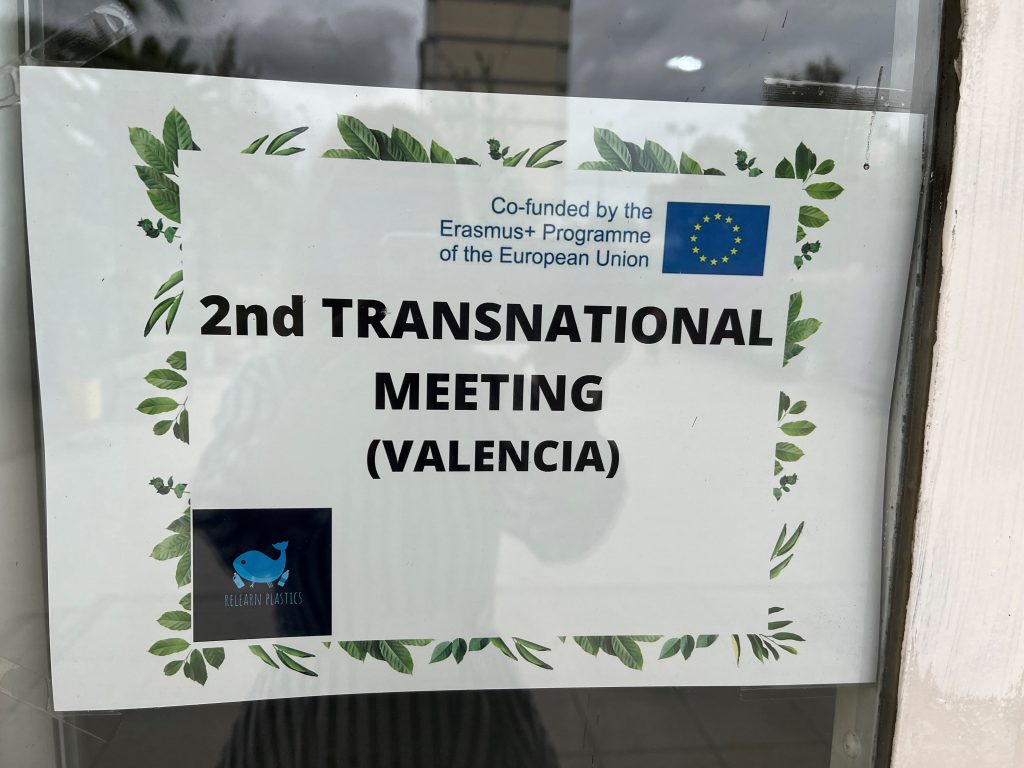 Co-funded by the
Erasmus+ Programme
of the European Union
2nd TRANSNATIONAL
MEETING
(VALENCIA)
RELEARN PLASTICS